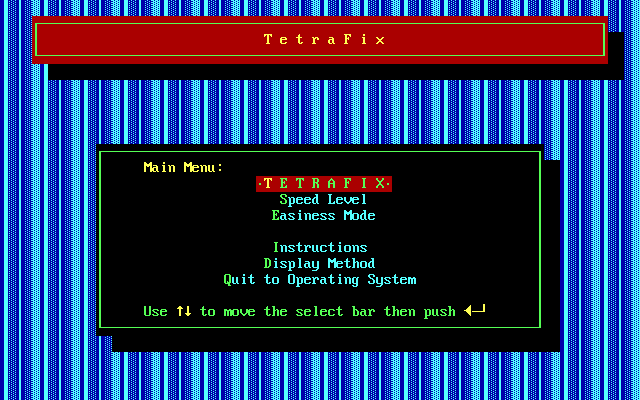 T e t r a F i x
Main Menu:
·T E T R A F I X·
Speed Level
Easiness Mode
Instructions
Display Method
Quit to Operating System
Use ↑↓ to move the select bar then push ◄─┘